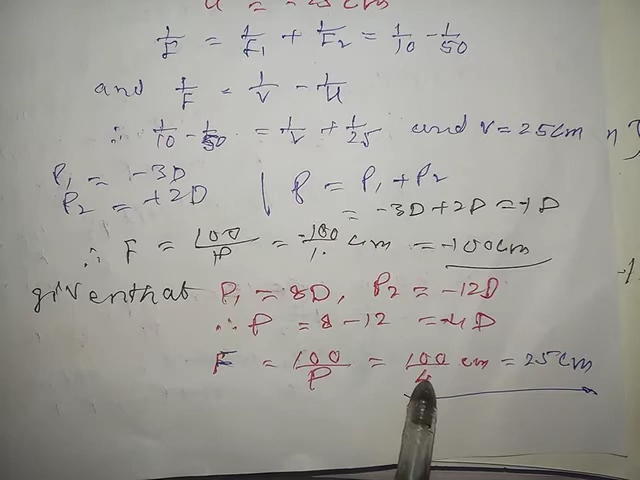 u = -25cm
1/F = 1/F₁ + 1/F₂ = 1/10 - 1/50
and 1/F = 1/v - 1/u
∴ 1/10 - 1/50 = 1/v + 1/25 and v = 25cm
P₁ = -3D
P₂ = +2D
P = P₁ + P₂
= -3D + 2D = -1D
∴ F = 100/P = -100/1 cm = -100cm
given that P₁ = 8D, P₂ = -12D
∴ P = 8 - 12 = -4D
F = 100/P = 100/4 cm = 25cm